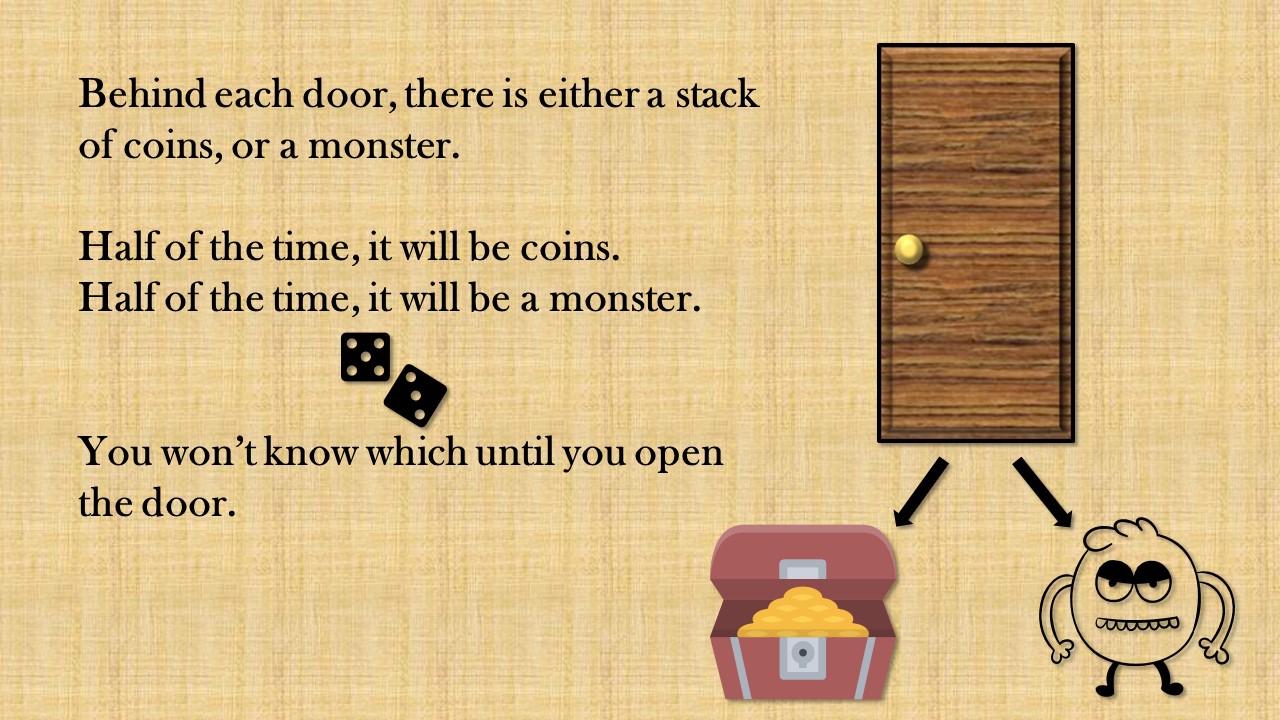 Behind each door, there is either a stack
of coins, or a monster.
Half of the time, it will be coins.
Half of the time, it will be a monster.
You won’t know which until you open
the door.